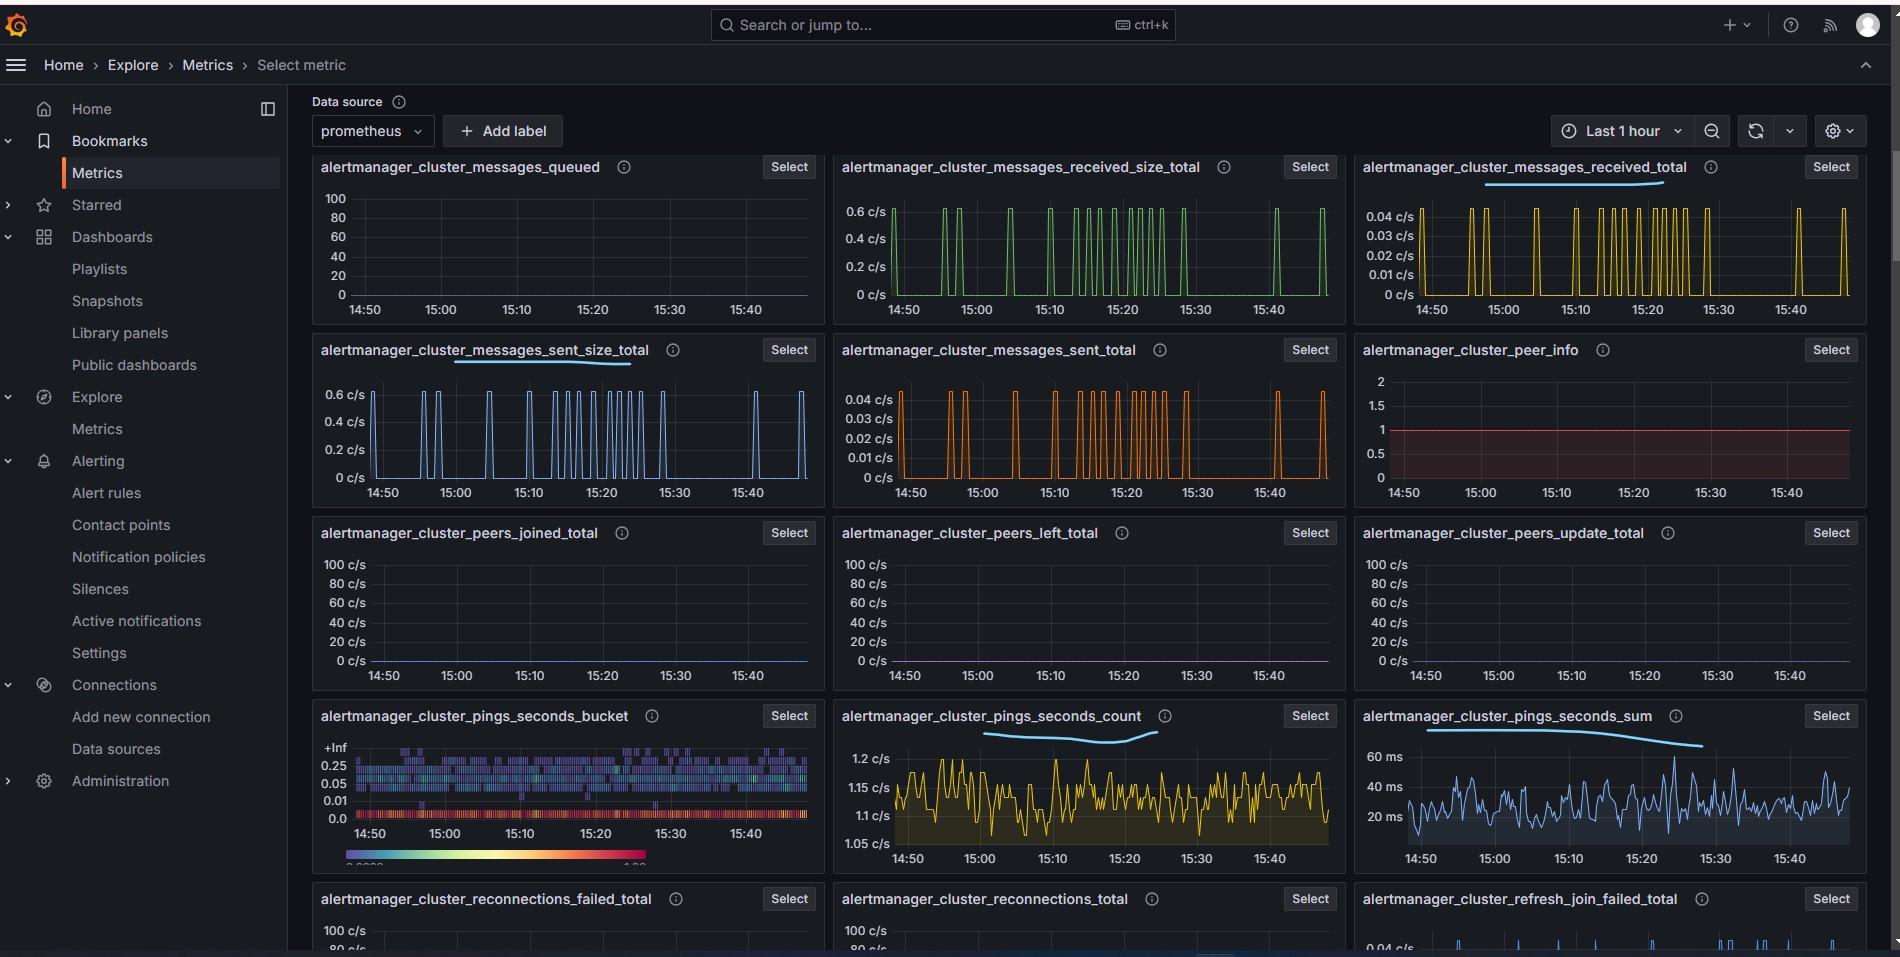 Search or jump to...
ctrl+k
Home › Explore › Metrics › Select metric
Home
Bookmarks
Metrics
Starred
Dashboards
Playlists
Snapshots
Library panels
Public dashboards
Explore
Metrics
Alerting
Alert rules
Contact points
Notification policies
Silences
Active notifications
Settings
Connections
Add new connection
Data sources
Administration
Data source
prometheus
+ Add label
Last 1 hour
alertmanager_cluster_messages_queued
Select
100
80
60
40
20
0
14:50 15:00 15:10 15:20 15:30 15:40
alertmanager_cluster_messages_received_size_total
Select
0.6 c/s
0.4 c/s
0.2 c/s
0 c/s
14:50 15:00 15:10 15:20 15:30 15:40
alertmanager_cluster_messages_received_total
Select
0.04 c/s
0.03 c/s
0.02 c/s
0.01 c/s
0 c/s
14:50 15:00 15:10 15:20 15:30 15:40
alertmanager_cluster_messages_sent_size_total
Select
0.6 c/s
0.4 c/s
0.2 c/s
0 c/s
14:50 15:00 15:10 15:20 15:30 15:40
alertmanager_cluster_messages_sent_total
Select
0.04 c/s
0.03 c/s
0.02 c/s
0.01 c/s
0 c/s
14:50 15:00 15:10 15:20 15:30 15:40
alertmanager_cluster_peer_info
Select
2
1.5
1
0.5
0
14:50 15:00 15:10 15:20 15:30 15:40
alertmanager_cluster_peers_joined_total
Select
100 c/s
80 c/s
60 c/s
40 c/s
20 c/s
0 c/s
14:50 15:00 15:10 15:20 15:30 15:40
alertmanager_cluster_peers_left_total
Select
100 c/s
80 c/s
60 c/s
40 c/s
20 c/s
0 c/s
14:50 15:00 15:10 15:20 15:30 15:40
alertmanager_cluster_peers_update_total
Select
100 c/s
80 c/s
60 c/s
40 c/s
20 c/s
0 c/s
14:50 15:00 15:10 15:20 15:30 15:40
alertmanager_cluster_pings_seconds_bucket
Select
+Inf
0.25
0.05
0.01
0.0
14:50 15:00 15:10 15:20 15:30 15:40
alertmanager_cluster_pings_seconds_count
Select
1.2 c/s
1.15 c/s
1.1 c/s
1.05 c/s
14:50 15:00 15:10 15:20 15:30 15:40
alertmanager_cluster_pings_seconds_sum
Select
60 ms
40 ms
20 ms
14:50 15:00 15:10 15:20 15:30 15:40
alertmanager_cluster_reconnections_failed_total
Select
100 c/s
80 c/s
alertmanager_cluster_reconnections_total
Select
100 c/s
80 c/s
alertmanager_cluster_refresh_join_failed_total
Select
0.04 c/s